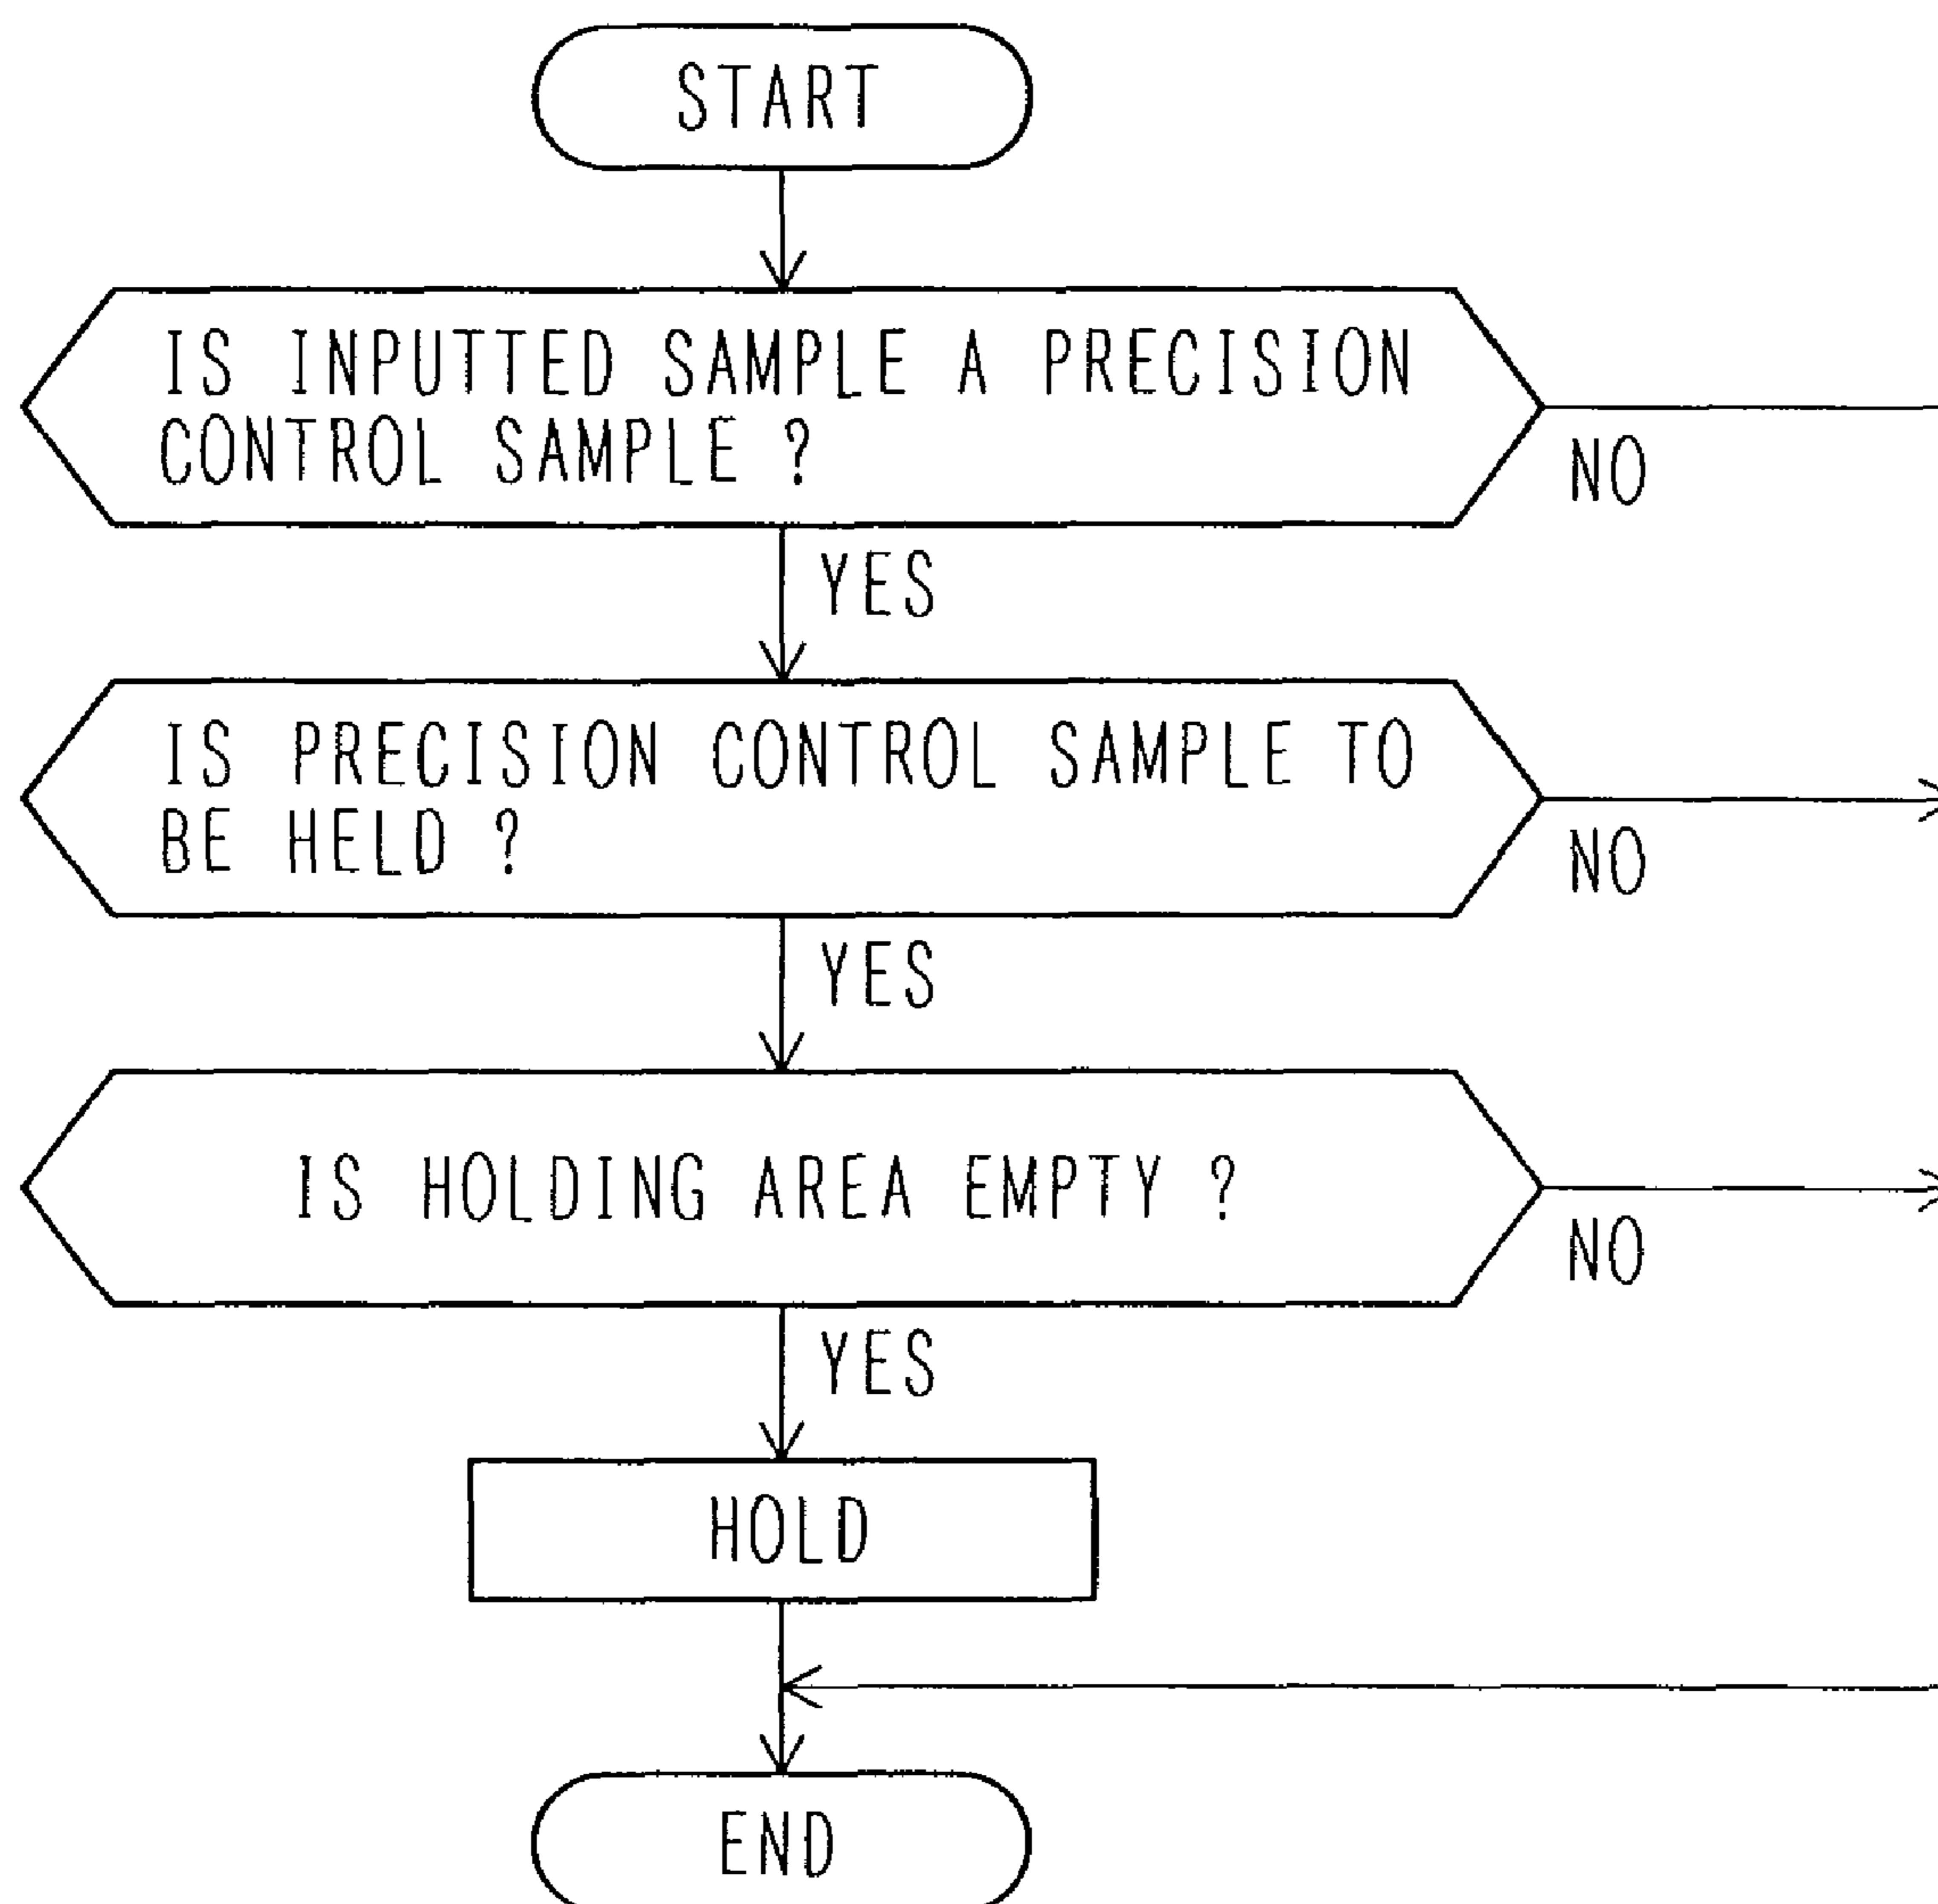 START
IS INPUTTED SAMPLE A PRECISION
CONTROL SAMPLE ?
NO
YES
IS PRECISION CONTROL SAMPLE TO
BE HELD ?
NO
YES
IS HOLDING AREA EMPTY ?
NO
YES
HOLD
END